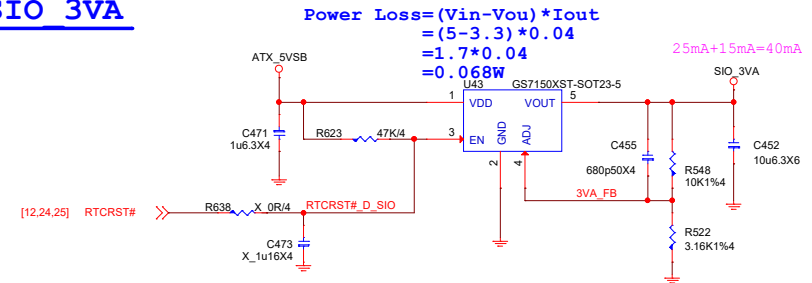 SIO_3VA
Power Loss=(Vin-Vou)*Iout
=(5-3.3)*0.04
=1.7*0.04
=0.068W
25mA+15mA=40mA
ATX_5VSB
SIO_3VA
U43
GS7150XST-SOT23-5
1
VDD
VOUT
5
C471
1u6.3X4
R623
47K/4
3
EN
GND
ADJ
2
4
C455
680p50X4
R548
10K1%4
C452
10u6.3X6
3VA_FB
[12,24,25]
RTCRST#
R638
X_0R/4
RTCRST#_D_SIO
C473
X_1u16X4
R522
3.16K1%4